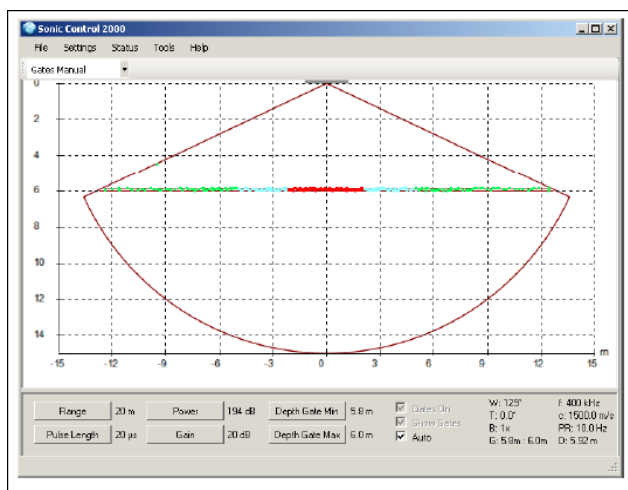 Sonic Control 2000
File Settings Status Tools Help
Gates Manual
0
2
4
6
8
10
12
14
-15 -12 -9 -6 -3 0 3 6 9 12 15 m
Range 20 m Power 194 dB Depth Gate Min 5.8 m Gates On W: 129° f: 400 kHz
Show Gates T: 0.0° c: 1500.0 m/s
Pulse Length 20 µs Gain 20 dB Depth Gate Max 6.0 m Auto B: 1x PR: 10.0 Hz
G: 5.8m : 6.0m D: 5.92 m